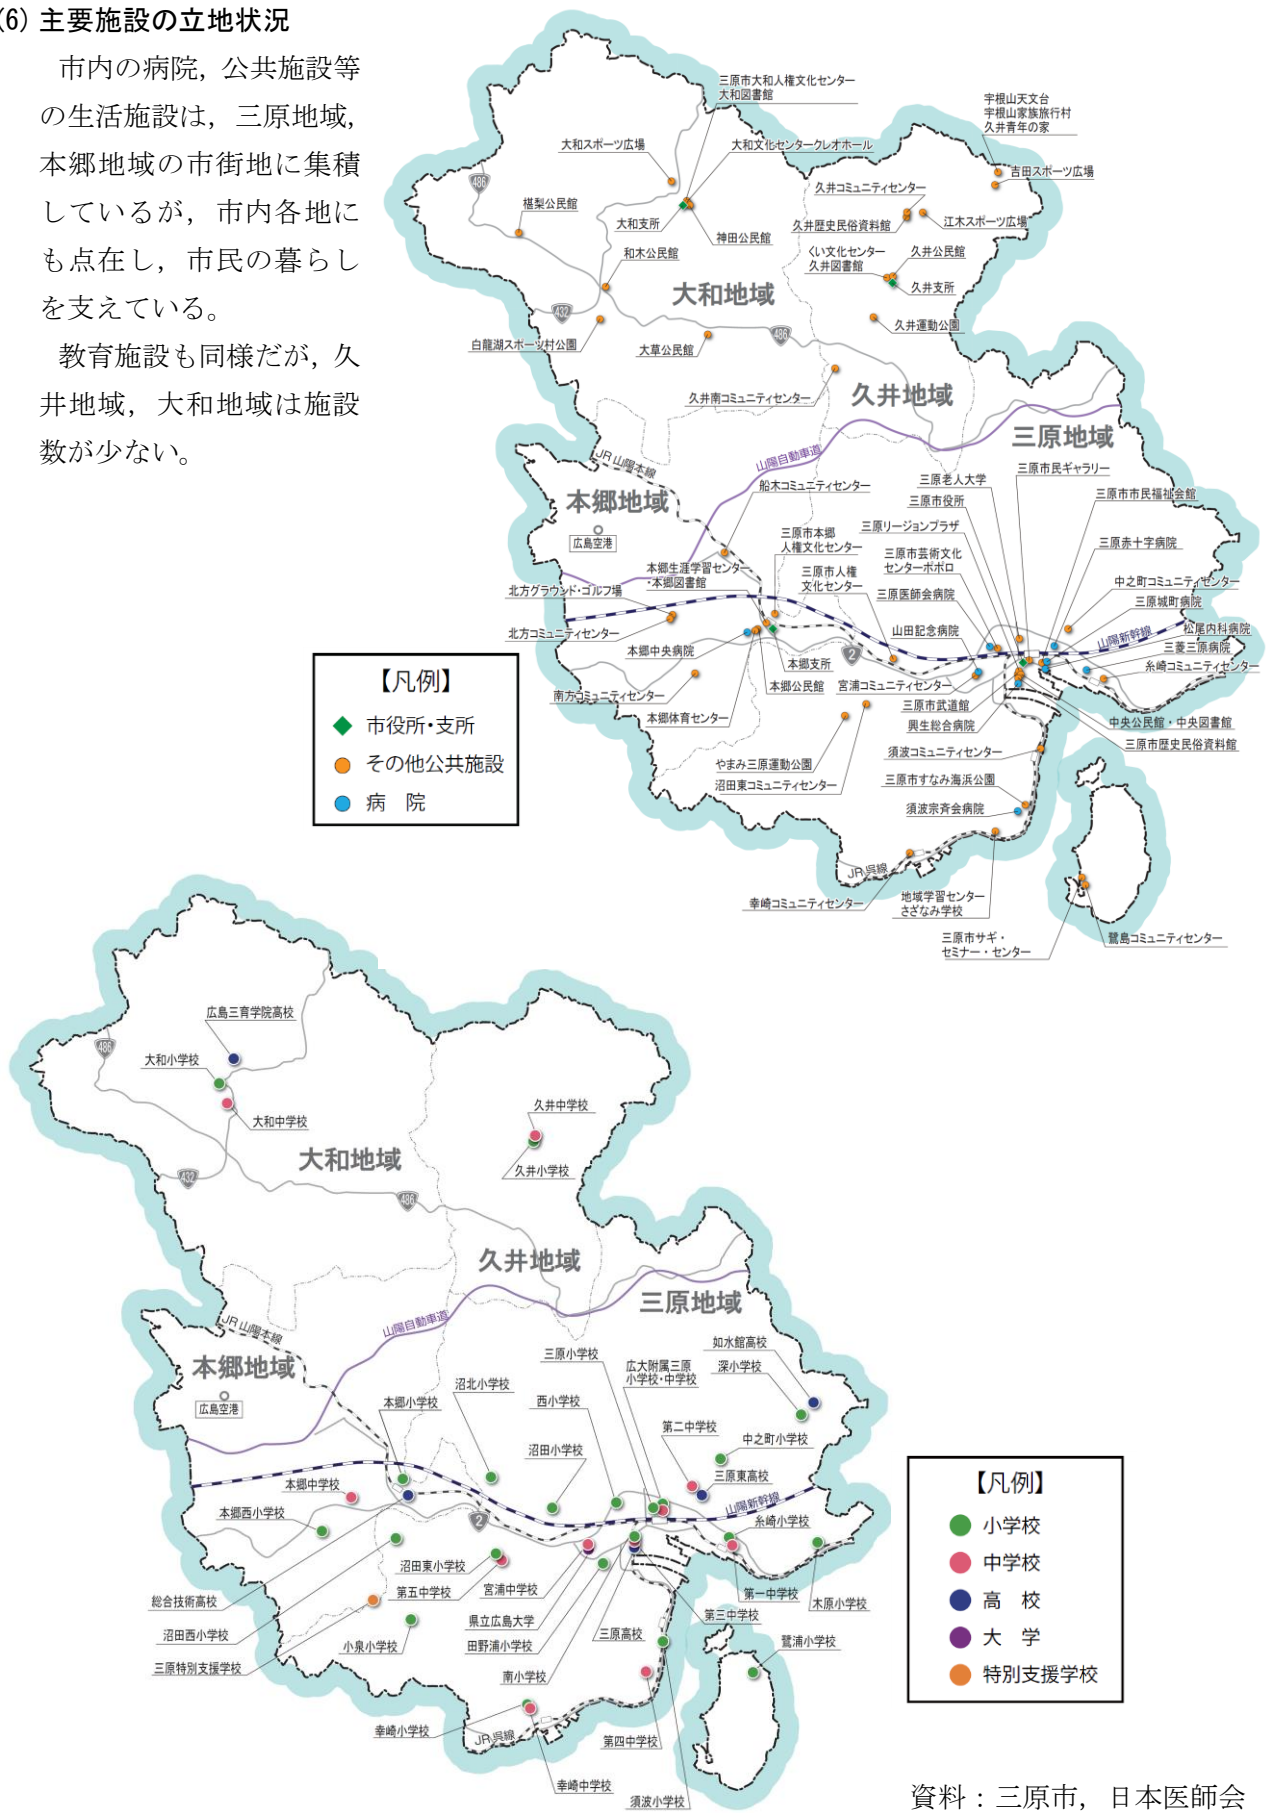 (6) 主要施設の立地状況
市内の病院，公共施設等
の生活施設は，三原地域，
本郷地域の市街地に集積
しているが，市内各地に
も点在し，市民の暮らし
を支えている。
教育施設も同様だが，久
井地域，大和地域は施設
数が少ない。
三原市大和人権文化センター
大和図書館
宇根山天文台
宇根山家族旅行村
久井青年の家
大和スポーツ広場
大和文化センタークレオホール
吉田スポーツ広場
486
久井コミュニティセンター
椹梨公民館
大和支所
神田公民館
久井歴史民俗資料館
江木スポーツ広場
和木公民館
くい文化センター
久井図書館
久井公民館
大和地域
久井支所
432
久井運動公園
白龍湖スポーツ村公園
大草公民館
486
久井南コミュニティセンター
久井地域
三原地域
JR山陽本線
山陽自動車道
三原市民ギャラリー
船木コミュニティセンター
三原老人大学
本郷地域
三原市役所
三原市市民福祉会館
広島空港
三原市本郷
人権文化センター
三原リージョンプラザ
三原赤十字病院
本郷生涯学習センター
・本郷図書館
三原市人権
文化センター
三原市芸術文化
センターポポロ
中之町コミュニティセンター
北方グラウンド・ゴルフ場
三原医師会病院
三原城町病院
北方コミュニティセンター
山田記念病院
山陽新幹線
松尾内科病院
本郷中央病院
本郷支所
2
三菱三原病院
糸崎コミュニティセンター
南方コミュニティセンター
本郷公民館
宮浦コミュニティセンター
本郷体育センター
三原市武道館
興生総合病院
中央公民館・中央図書館
三原市歴史民俗資料館
やまみ三原運動公園
沼田東コミュニティセンター
須波コミュニティセンター
三原市すなみ海浜公園
須波宗斉会病院
JR呉線
幸崎コミュニティセンター
地域学習センター
さざなみ学校
三原市サギ・
セミナー・センター
鷺島コミュニティセンター
【凡例】
市役所・支所
その他公共施設
病　院
広島三育学院高校
486
大和小学校
大和中学校
久井中学校
大和地域
久井小学校
432
486
久井地域
三原地域
JR山陽本線
山陽自動車道
本郷地域
広島空港
三原小学校
広大附属三原
小学校・中学校
如水館高校
深小学校
本郷小学校
沼北小学校
西小学校
第二中学校
沼田小学校
中之町小学校
本郷中学校
三原東高校
本郷西小学校
山陽新幹線
2
糸崎小学校
沼田東小学校
総合技術高校
第五中学校
宮浦中学校
第一中学校
木原小学校
沼田西小学校
県立広島大学
第三中学校
三原特別支援学校
小泉小学校
田野浦小学校
三原高校
鷺浦小学校
南小学校
幸崎小学校
JR呉線
第四中学校
幸崎中学校
須波小学校
【凡例】
小学校
中学校
高　校
大　学
特別支援学校
資料：三原市，日本医師会